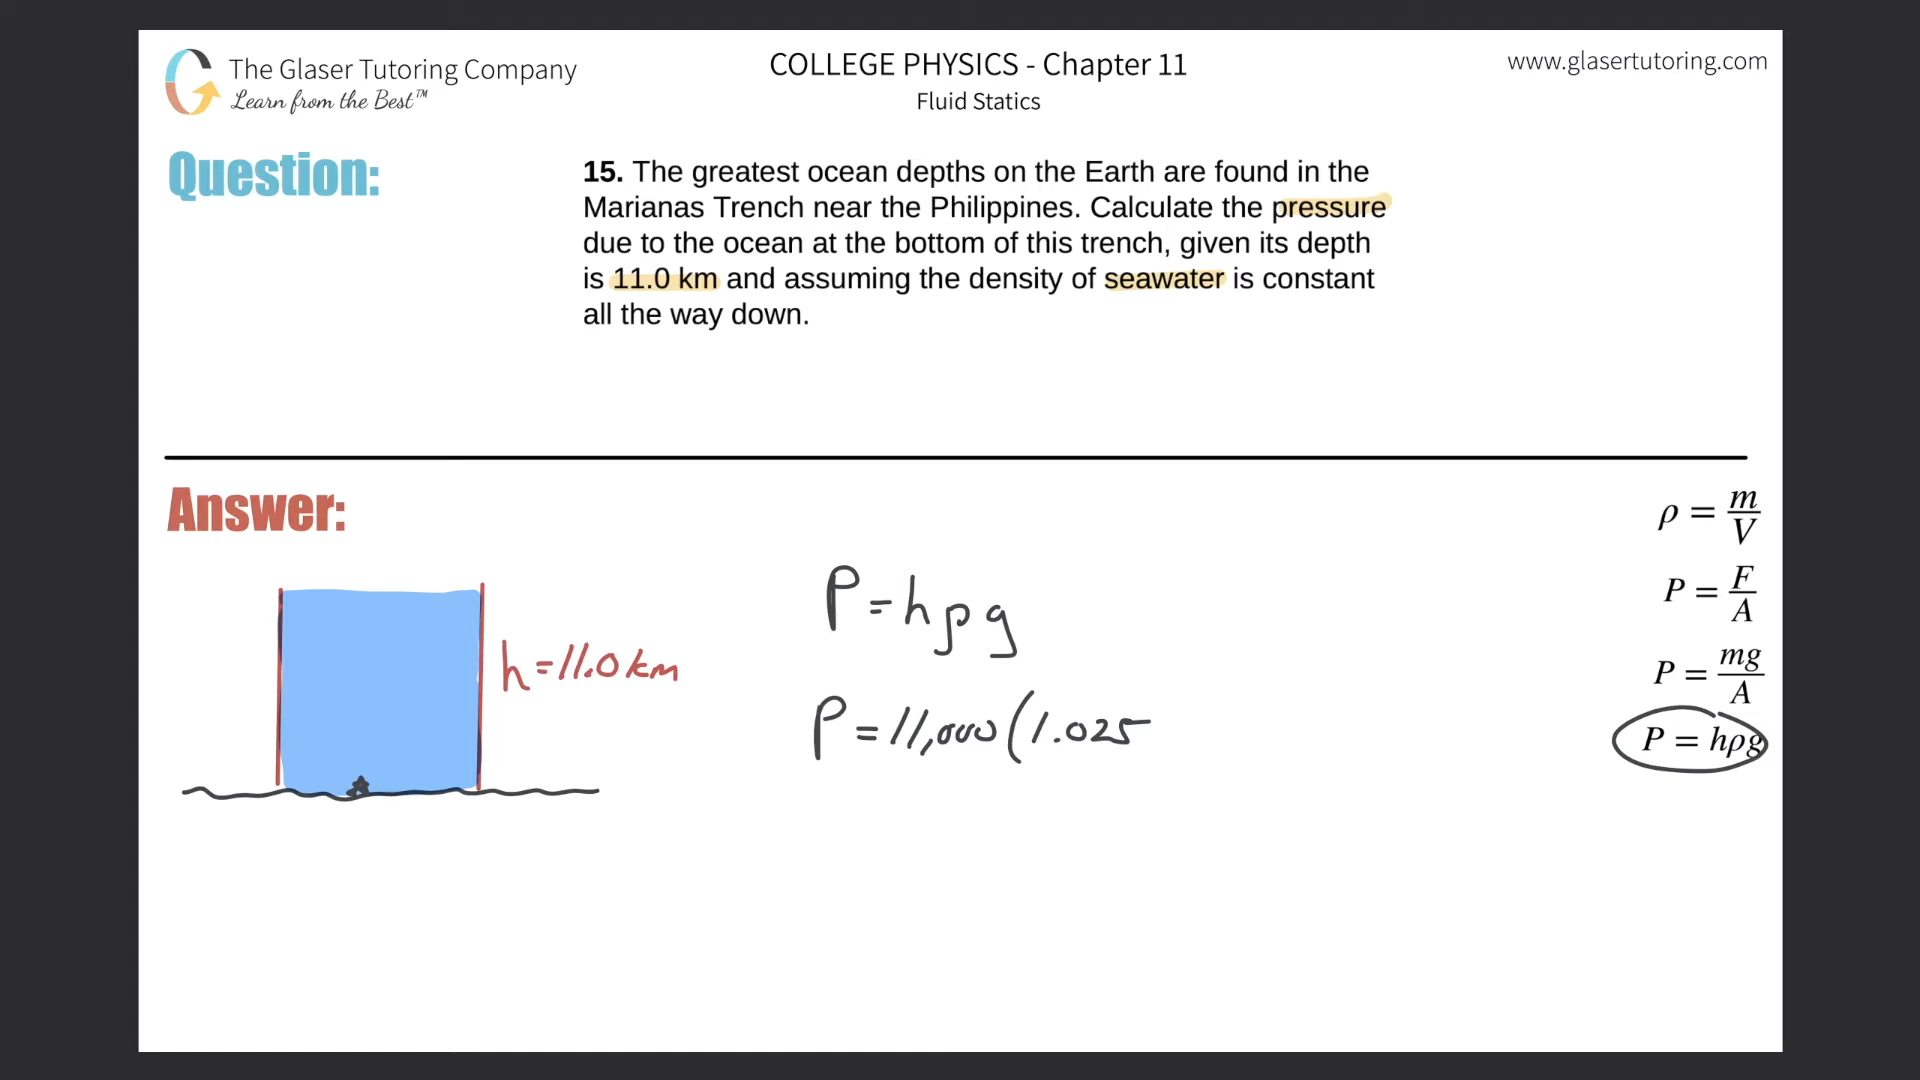 The Glaser Tutoring Company
Learn from the Best™
COLLEGE PHYSICS - Chapter 11
Fluid Statics
www.glasertutoring.com
Question:
15. The greatest ocean depths on the Earth are found in the
Marianas Trench near the Philippines. Calculate the pressure
due to the ocean at the bottom of this trench, given its depth
is 11.0 km and assuming the density of seawater is constant
all the way down.
Answer:
h=11.0 km
P=hρg
P=11,000(1.025
ρ = m/V
P = F/A
P = mg/A
P = hρg